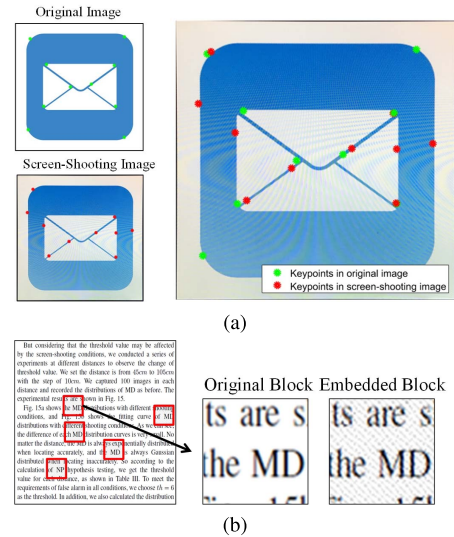 Original Image
Screen-Shooting Image
Keypoints in original image
Keypoints in screen-shooting image
(a)
But considering that the threshold value may be affected
by the screen-shooting conditions, we conducted a series of
experiments at different distances to observe the change of
threshold value. We set the distance is from 45cm to 105cm
with the step of 10cm. We captured 100 images in each
distance and recorded the distributions of MD as before. The
experimental results are shown in Fig. 15.
Fig. 15a shows the MD distributions with different shooting
conditions, and Fig. 15b shows the fitting curve of MD
distributions with different shooting conditions. As we can see,
the difference of each MD distribution curves is very small. No
matter the distance, the MD is always exponentially distributed
when locating accurately, and the MD is always Gaussian
distributed when locating inaccurately. So according to the
calculation of NP hypothesis testing, we get the threshold
value for each distance, as shown in Table III. To meet the
requirements of false alarm in all conditions, we choose th = 6
as the threshold. In addition, we also calculated the distribution
Original Block Embedded Block
ts are s
the MD
ts are s
the MD
(b)